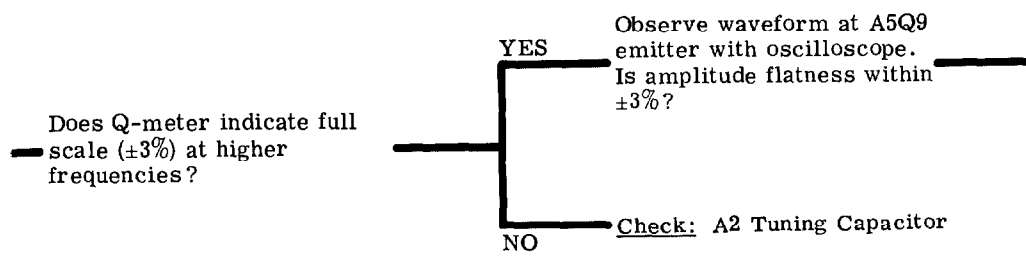 Does Q-meter indicate full
scale (±3%) at higher
frequencies?
YES
Observe waveform at A5Q9
emitter with oscilloscope.
Is amplitude flatness within
±3%?
NO
Check: A2 Tuning Capacitor